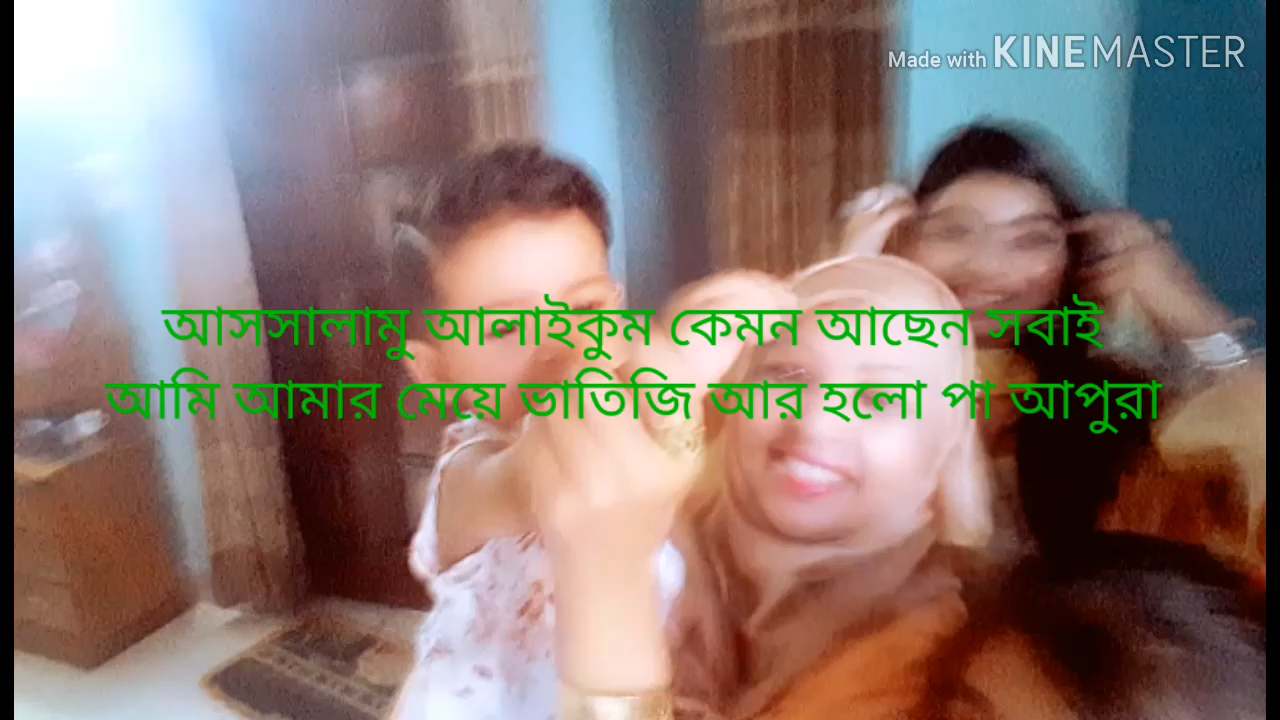 Made with KINEMASTER
আসসালামু আলাইকুম কেমন আছেন সবাই
আমি আমার মেয়ে ভাতিজি আর হলো পা আপুরা